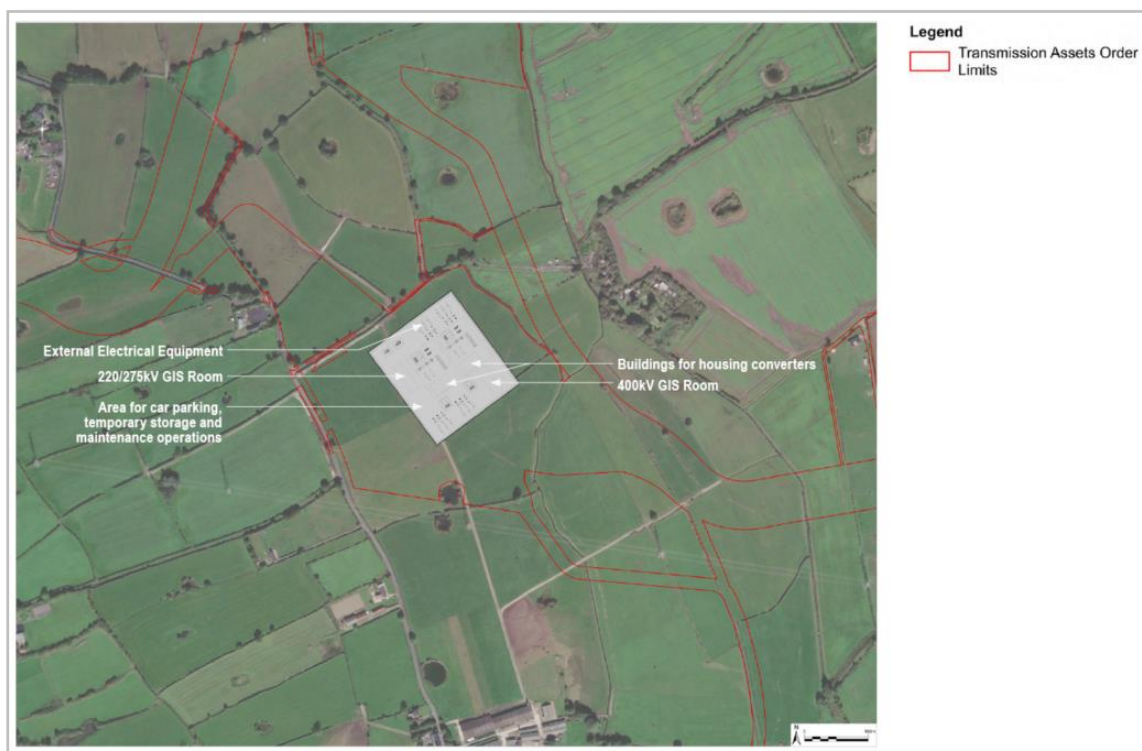 Legend
Transmission Assets Order
Limits
External Electrical Equipment
220/275kV GIS Room
Area for car parking,
temporary storage and
maintenance operations
Buildings for housing converters
400kV GIS Room
N